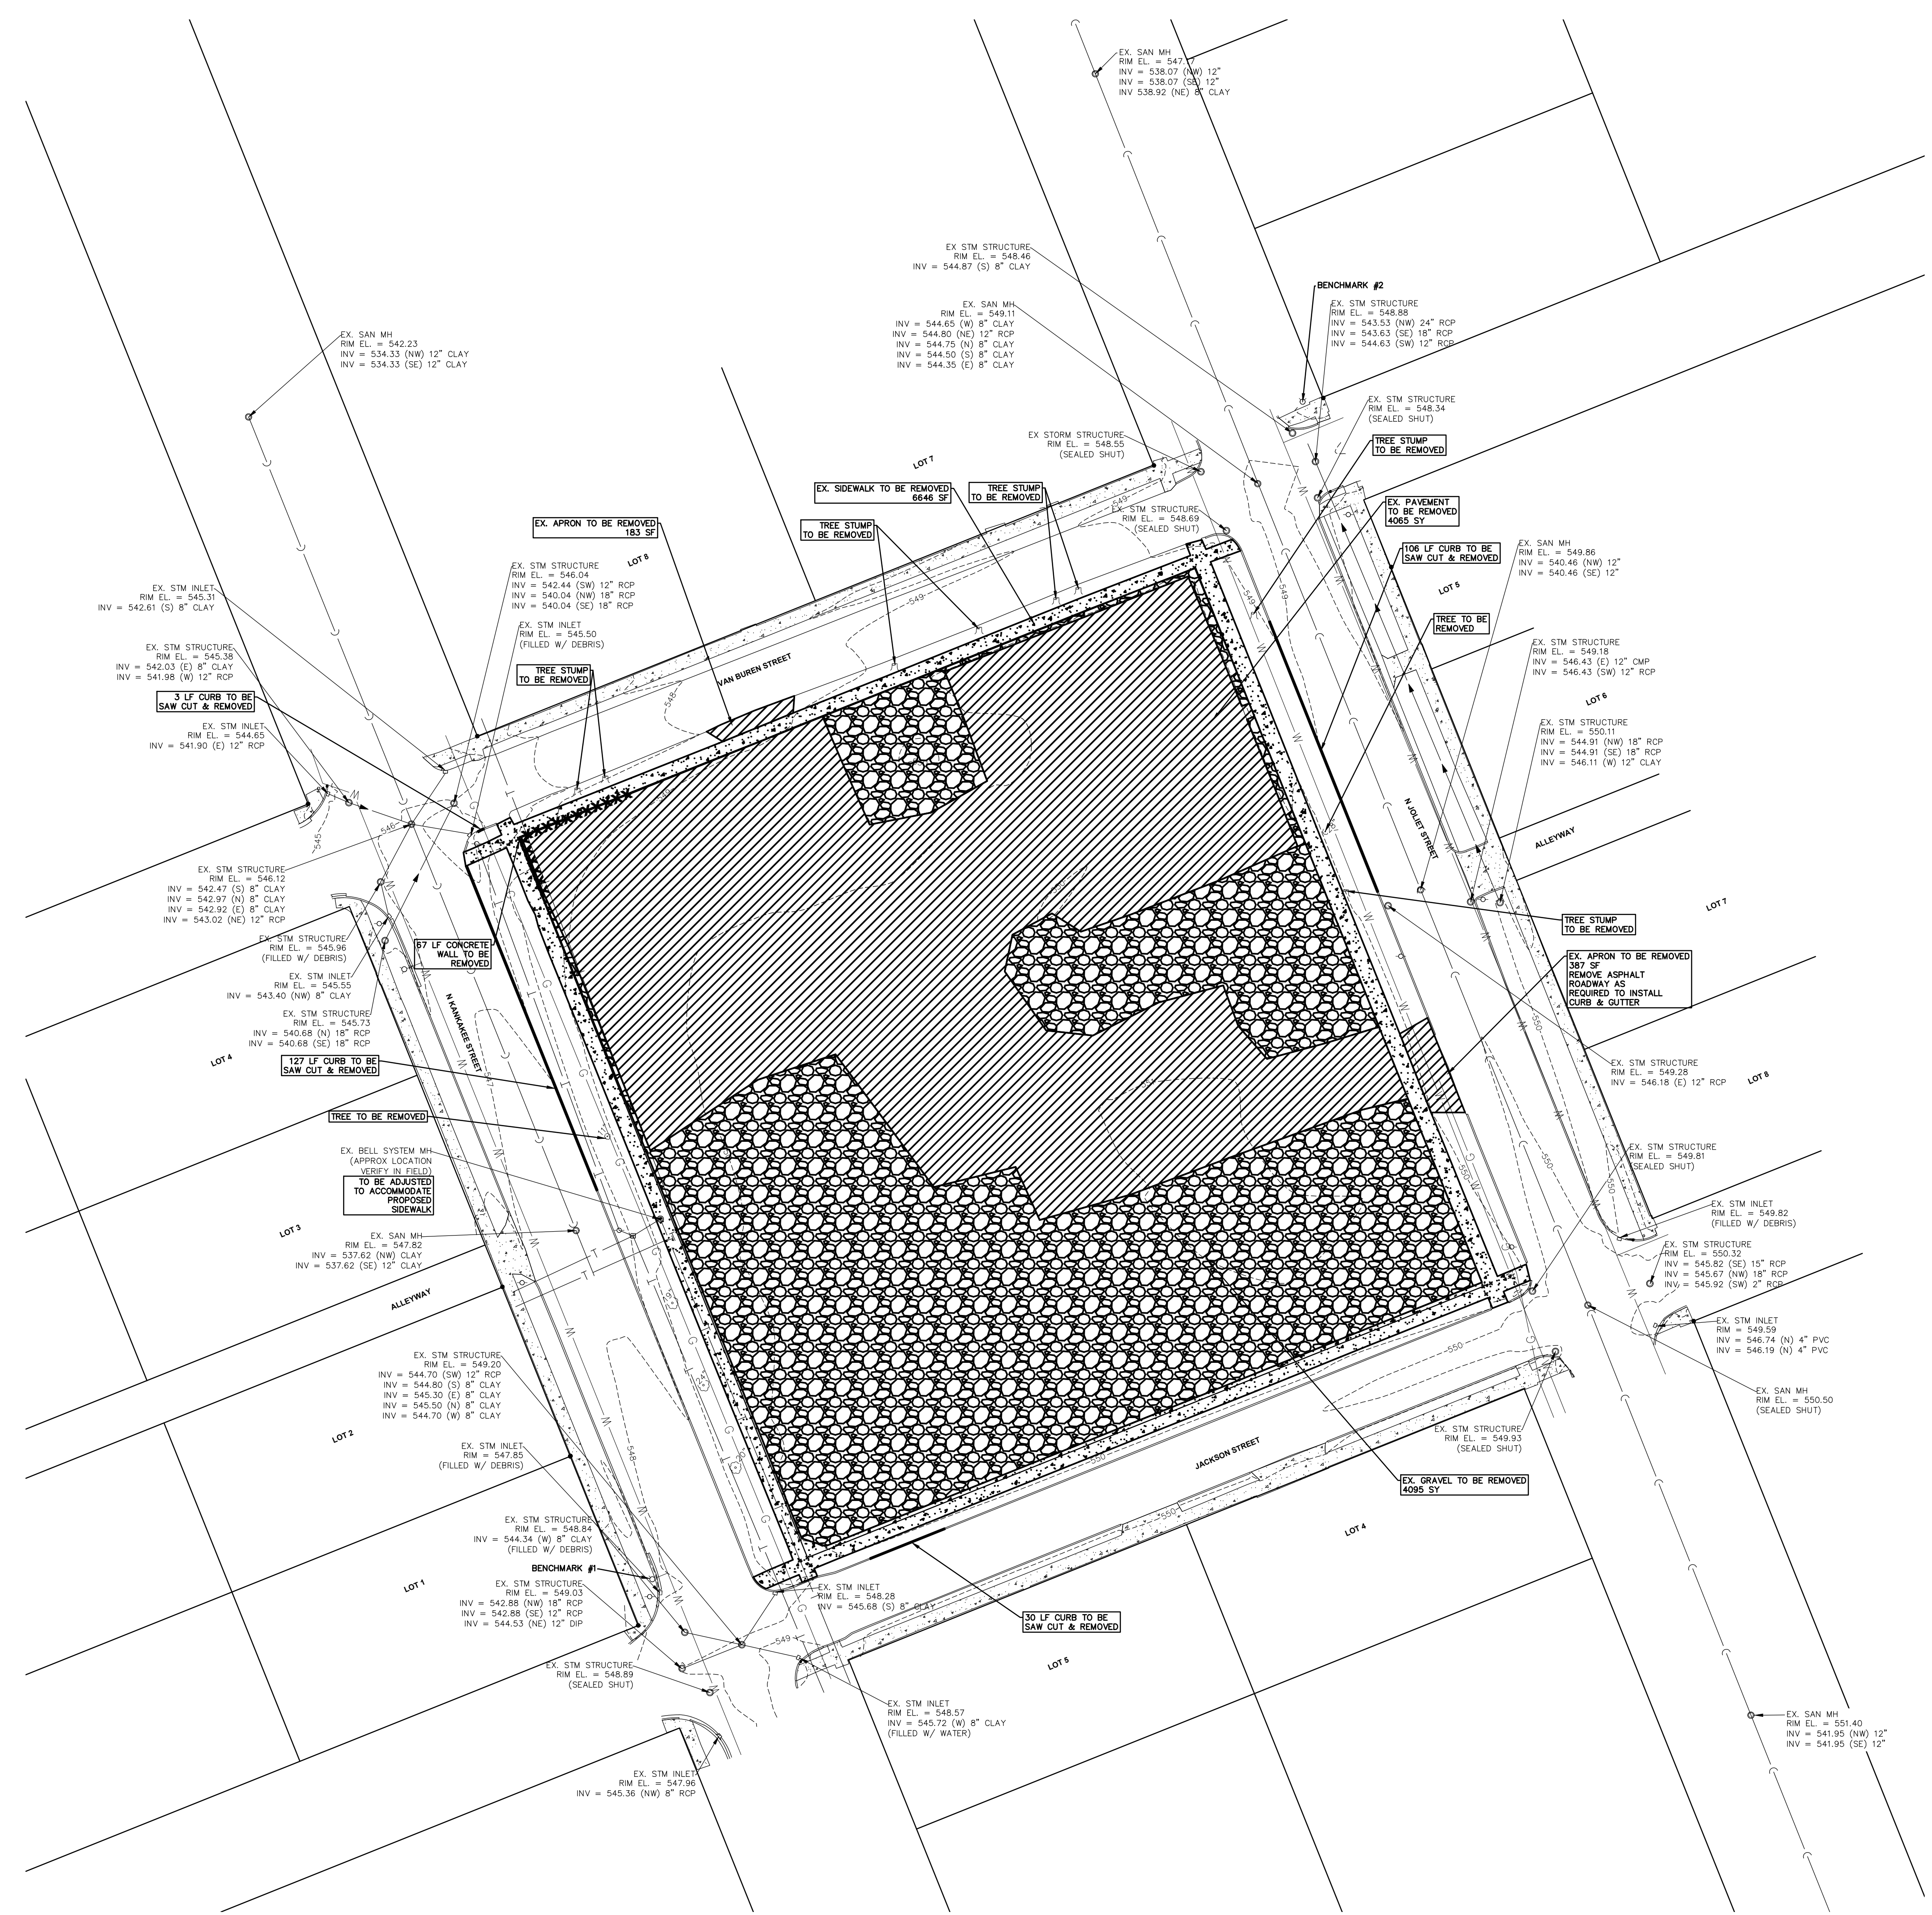 EX. SAN MH
RIM EL. = 547.17
INV = 538.07 (NW) 12"
INV = 538.07 (SE) 12"
INV 538.92 (NE) 8" CLAY
EX STM STRUCTURE
RIM EL. = 548.46
INV = 544.87 (S) 8" CLAY
BENCHMARK #2
EX. STM STRUCTURE
RIM EL. = 548.88
INV = 543.53 (NW) 24" RCP
INV = 543.63 (SE) 18" RCP
INV = 544.63 (SW) 12" RCP
EX. SAN MH
RIM EL. = 549.11
INV = 544.65 (W) 8" CLAY
INV = 544.80 (NE) 12" RCP
INV = 544.75 (N) 8" CLAY
INV = 544.50 (S) 8" CLAY
INV = 544.35 (E) 8" CLAY
EX. SAN MH
RIM EL. = 542.23
INV = 534.33 (NW) 12" CLAY
INV = 534.33 (SE) 12" CLAY
EX. STM STRUCTURE
RIM EL. = 548.34
(SEALED SHUT)
EX STORM STRUCTURE
RIM EL. = 548.55
(SEALED SHUT)
TREE STUMP
TO BE REMOVED
LOT 7
EX. SIDEWALK TO BE REMOVED
6646 SF
TREE STUMP
TO BE REMOVED
EX. PAVEMENT
TO BE REMOVED
4065 SY
EX. STM STRUCTURE
RIM EL. = 548.69
(SEALED SHUT)
EX. APRON TO BE REMOVED
183 SF
TREE STUMP
TO BE REMOVED
106 LF CURB TO BE
SAW CUT & REMOVED
EX. SAN MH
RIM EL. = 549.86
INV = 540.46 (NW) 12"
INV = 540.46 (SE) 12"
LOT 8
LOT 5
EX. STM STRUCTURE
RIM EL. = 546.04
INV = 542.44 (SW) 12" RCP
INV = 540.04 (NW) 18" RCP
INV = 540.04 (SE) 18" RCP
EX. STM INLET
RIM EL. = 545.31
INV = 542.61 (S) 8" CLAY
EX. STM INLET
RIM EL. = 545.50
(FILLED W/ DEBRIS)
TREE TO BE
REMOVED
EX. STM STRUCTURE
RIM EL. = 549.18
INV = 546.43 (E) 12" CMP
INV = 546.43 (SW) 12" RCP
EX. STM STRUCTURE
RIM EL. = 545.38
INV = 542.03 (E) 8" CLAY
INV = 541.98 (W) 12" RCP
TREE STUMP
TO BE REMOVED
VAN BUREN STREET
3 LF CURB TO BE
SAW CUT & REMOVED
LOT 6
EX. STM INLET
RIM EL. = 544.65
INV = 541.90 (E) 12" RCP
EX. STM STRUCTURE
RIM EL. = 550.11
INV = 544.91 (NW) 18" RCP
INV = 544.91 (SE) 18" RCP
INV = 546.11 (W) 12" CLAY
N JOLIET STREET
ALLEYWAY
EX. STM STRUCTURE
RIM EL. = 546.12
INV = 542.47 (S) 8" CLAY
INV = 542.97 (N) 8" CLAY
INV = 542.92 (E) 8" CLAY
INV = 543.02 (NE) 12" RCP
LOT 7
TREE STUMP
TO BE REMOVED
EX. STM STRUCTURE
RIM EL. = 545.96
(FILLED W/ DEBRIS)
67 LF CONCRETE
WALL TO BE
REMOVED
EX. APRON TO BE REMOVED
387 SF
REMOVE ASPHALT
ROADWAY AS
REQUIRED TO INSTALL
CURB & GUTTER
EX. STM INLET
RIM EL. = 545.55
INV = 543.40 (NW) 8" CLAY
EX. STM STRUCTURE
RIM EL. = 545.73
INV = 540.68 (N) 18" RCP
INV = 540.68 (SE) 18" RCP
N KANKAKEE STREET
LOT 4
127 LF CURB TO BE
SAW CUT & REMOVED
EX. STM STRUCTURE
RIM EL. = 549.28
INV = 546.18 (E) 12" RCP
LOT 8
TREE TO BE REMOVED
EX. BELL SYSTEM MH
(APPROX LOCATION
VERIFY IN FIELD)
TO BE ADJUSTED
TO ACCOMMODATE
PROPOSED
SIDEWALK
EX. STM STRUCTURE
RIM EL. = 549.81
(SEALED SHUT)
LOT 3
EX. SAN MH
RIM EL. = 547.82
INV = 537.62 (NW) CLAY
INV = 537.62 (SE) 12" CLAY
EX. STM INLET
RIM EL. = 549.82
(FILLED W/ DEBRIS)
EX. STM STRUCTURE
RIM EL. = 550.32
INV = 545.82 (SE) 15" RCP
INV = 545.67 (NW) 18" RCP
INV = 545.92 (SW) 2" RCP
ALLEYWAY
EX. STM INLET
RIM = 549.59
INV = 546.74 (N) 4" PVC
INV = 546.19 (N) 4" PVC
EX. STM STRUCTURE
RIM EL. = 549.20
INV = 544.70 (SW) 12" RCP
INV = 544.80 (S) 8" CLAY
INV = 545.30 (E) 8" CLAY
INV = 545.50 (N) 8" CLAY
INV = 544.70 (W) 8" CLAY
EX. SAN MH
RIM EL. = 550.50
(SEALED SHUT)
LOT 2
EX. STM INLET
RIM = 547.85
(FILLED W/ DEBRIS)
EX. STM STRUCTURE
RIM EL. = 549.93
(SEALED SHUT)
JACKSON STREET
EX. GRAVEL TO BE REMOVED
4095 SY
EX. STM STRUCTURE
RIM EL. = 548.84
INV = 544.34 (W) 8" CLAY
(FILLED W/ DEBRIS)
LOT 4
BENCHMARK #1
LOT 1
EX. STM STRUCTURE
RIM EL. = 549.03
INV = 542.88 (NW) 18" RCP
INV = 542.88 (SE) 12" RCP
INV = 544.53 (NE) 12" DIP
EX. STM INLET
RIM EL. = 548.28
INV = 545.68 (S) 8" CLAY
30 LF CURB TO BE
SAW CUT & REMOVED
EX. STM STRUCTURE
RIM EL. = 548.89
(SEALED SHUT)
LOT 5
EX. STM INLET
RIM EL. = 548.57
INV = 545.72 (W) 8" CLAY
(FILLED W/ WATER)
EX. SAN MH
RIM EL. = 551.40
INV = 541.95 (NW) 12"
INV = 541.95 (SE) 12"
EX. STM INLET
RIM EL. = 547.96
INV = 545.36 (NW) 8" RCP